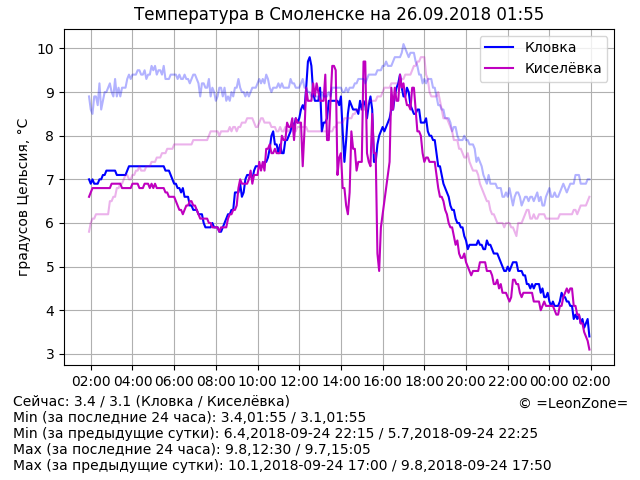 Температура в Смоленске на 26.09.2018 01:55
градусов Цельсия, °C
10
9
8
7
6
5
4
3
Кловка
Киселёвка
02:00 04:00 06:00 08:00 10:00 12:00 14:00 16:00 18:00 20:00 22:00 00:00 02:00
Сейчас: 3.4 / 3.1 (Кловка / Киселёвка)
© =LeonZone=
Min (за последние 24 часа): 3.4,01:55 / 3.1,01:55
Min (за предыдущие сутки): 6.4,2018-09-24 22:15 / 5.7,2018-09-24 22:25
Max (за последние 24 часа): 9.8,12:30 / 9.7,15:05
Max (за предыдущие сутки): 10.1,2018-09-24 17:00 / 9.8,2018-09-24 17:50